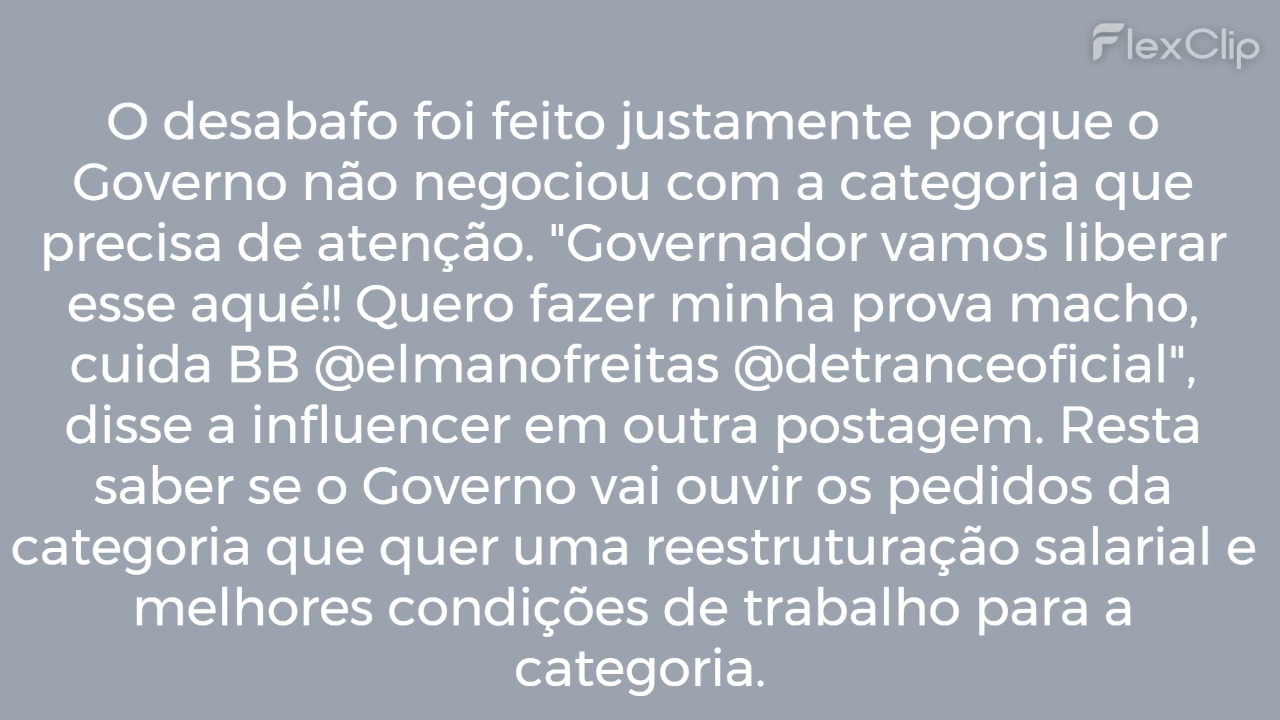 FlexClip
O desabafo foi feito justamente porque o
Governo não negociou com a categoria que
precisa de atenção. "Governador vamos liberar
esse aqué!! Quero fazer minha prova macho,
cuida BB @elmanofreitas @detranceoficial",
disse a influencer em outra postagem. Resta
saber se o Governo vai ouvir os pedidos da
categoria que quer uma reestruturação salarial e
melhores condições de trabalho para a
categoria.